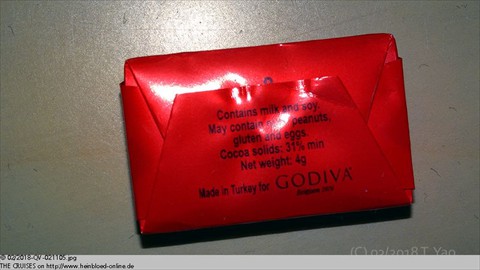 Contains milk and soy.
May contain peanuts,
gluten and eggs.
Cocoa solids: 31% min
Net weight: 4g
Made in Turkey for GODIVA
(C) 02/2018 T. Yao
© 02/2018-QV-021105.jpg
THE CRUISES on http://www.heinbloed-online.de